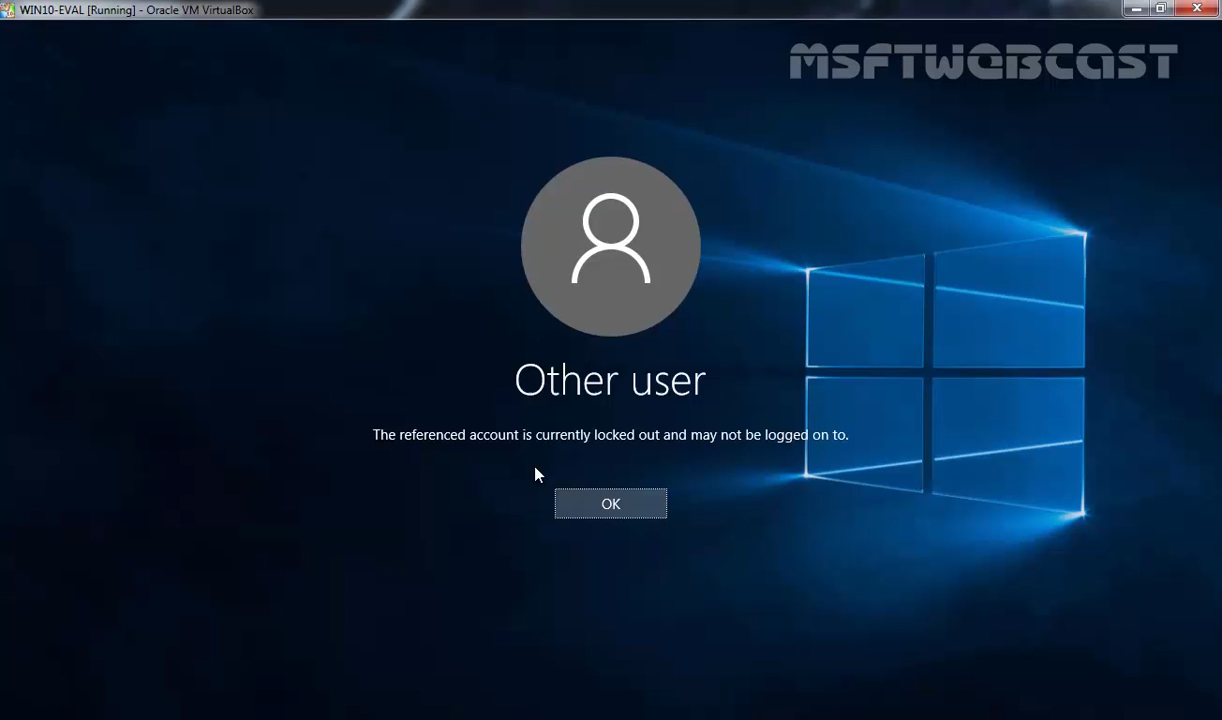 WIN10-EVAL [Running] - Oracle VM VirtualBox
MSFTWEBCAST
Other user
The referenced account is currently locked out and may not be logged on to.
OK